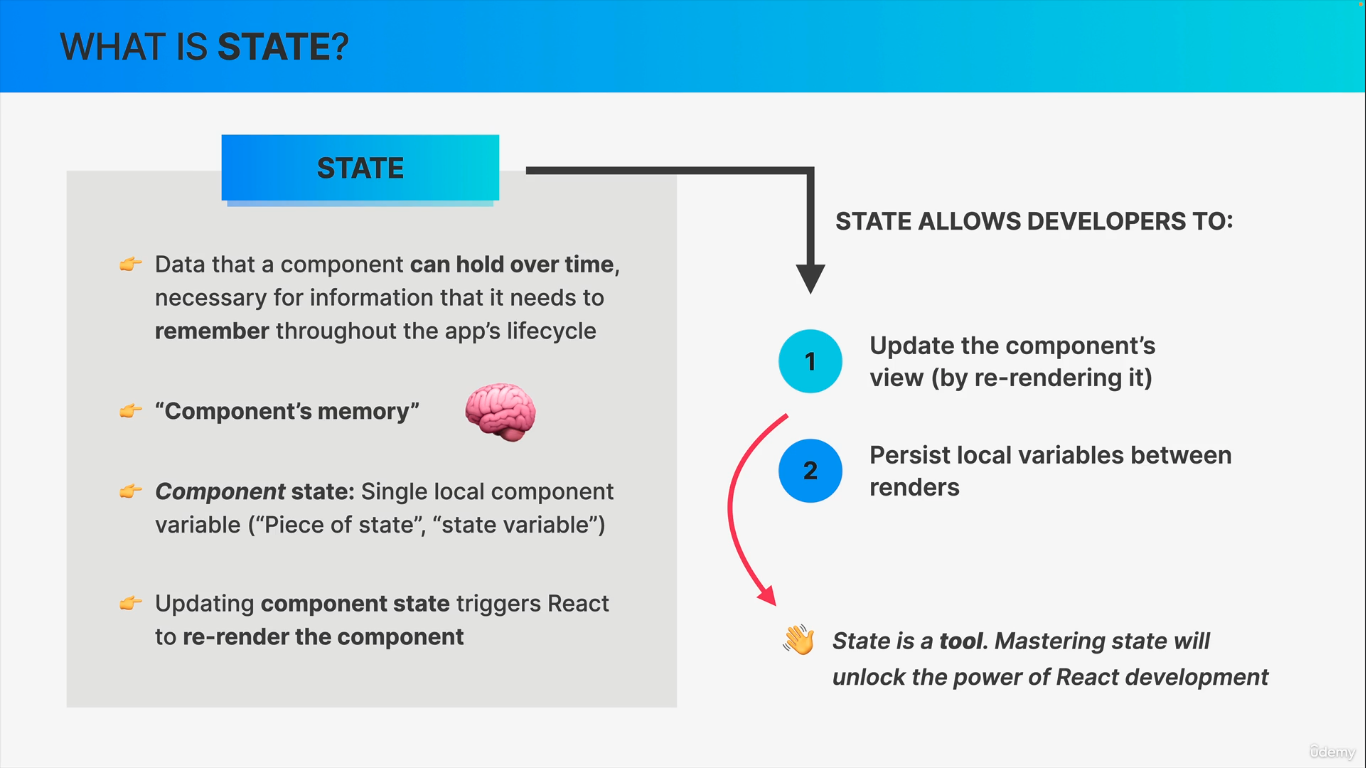 WHAT IS STATE?
STATE
Data that a component can hold over time,
necessary for information that it needs to
remember throughout the app’s lifecycle
“Component’s memory”
Component state: Single local component
variable (“Piece of state”, “state variable”)
Updating component state triggers React
to re-render the component
STATE ALLOWS DEVELOPERS TO:
1
Update the component’s
view (by re-rendering it)
2
Persist local variables between
renders
State is a tool. Mastering state will
unlock the power of React development
ûdemy